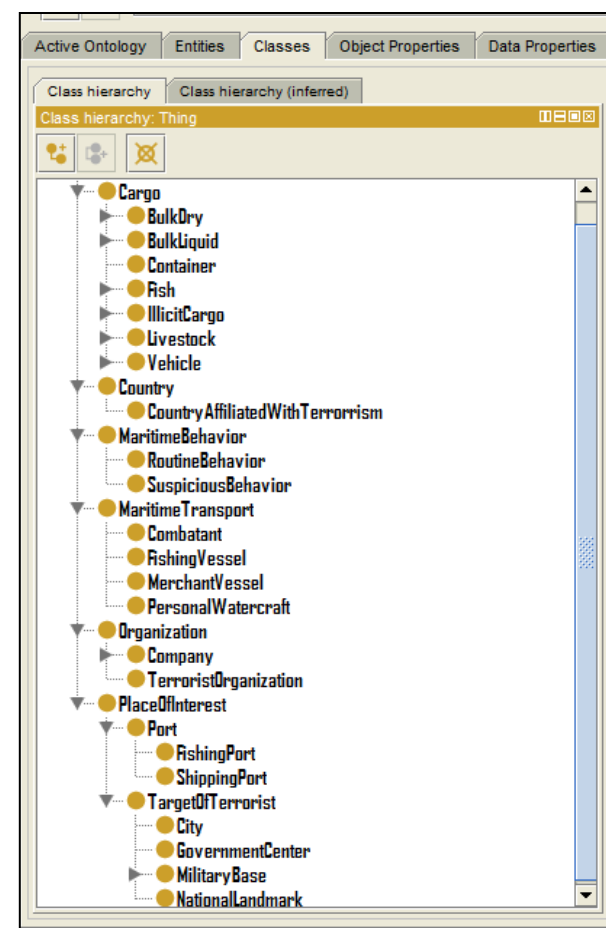 Active Ontology Entities Classes Object Properties Data Properties
Class hierarchy Class hierarchy (inferred)
Class hierarchy: Thing
Cargo
BulkDry
BulkLiquid
Container
Fish
IllicitCargo
Livestock
Vehicle
Country
CountryAffiliatedWithTerrorrism
MaritimeBehavior
RoutineBehavior
SuspiciousBehavior
MaritimeTransport
Combatant
FishingVessel
MerchantVessel
PersonalWatercraft
Organization
Company
TerroristOrganization
PlaceOfInterest
Port
FishingPort
ShippingPort
TargetOfTerrorist
City
GovernmentCenter
MilitaryBase
NationalLandmark